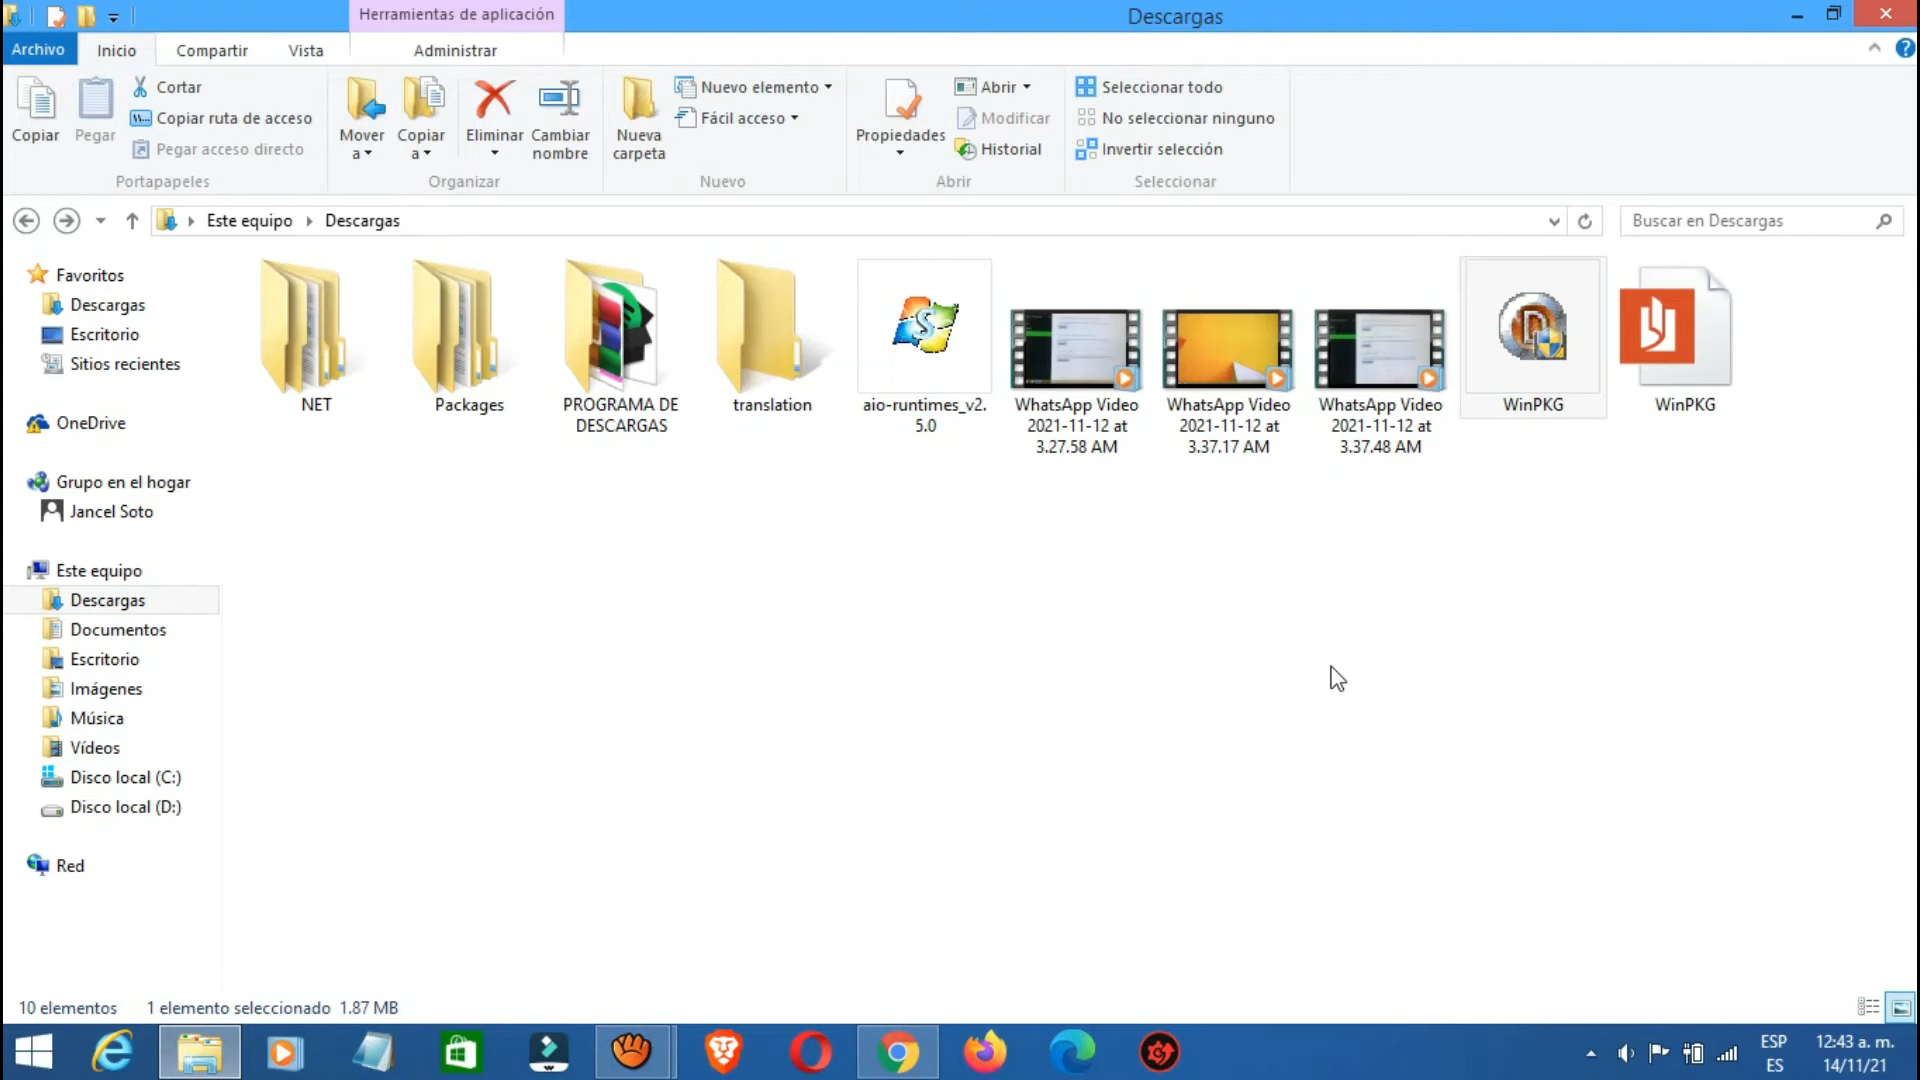 Herramientas de aplicación
Descargas
Archivo
Inicio
Compartir
Vista
Administrar
Copiar
Pegar
Cortar
Copiar ruta de acceso
Pegar acceso directo
Portapapeles
Mover
a
Copiar
a
Eliminar
Cambiar
nombre
Organizar
Nueva
carpeta
Nuevo elemento
Fácil acceso
Nuevo
Propiedades
Abrir
Modificar
Historial
Abrir
Seleccionar todo
No seleccionar ninguno
Invertir selección
Seleccionar
Este equipo
Descargas
Buscar en Descargas
Favoritos
Descargas
Escritorio
Sitios recientes
OneDrive
Grupo en el hogar
Jancel Soto
Este equipo
Descargas
Documentos
Escritorio
Imágenes
Música
Vídeos
Disco local (C:)
Disco local (D:)
Red
NET
Packages
PROGRAMA DE
DESCARGAS
translation
aio-runtimes_v2.
5.0
WhatsApp Video
2021-11-12 at
3.27.58 AM
WhatsApp Video
2021-11-12 at
3.37.17 AM
WhatsApp Video
2021-11-12 at
3.37.48 AM
WinPKG
WinPKG
10 elementos
1 elemento seleccionado 1.87 MB
ESP
ES
12:43 a. m.
14/11/21